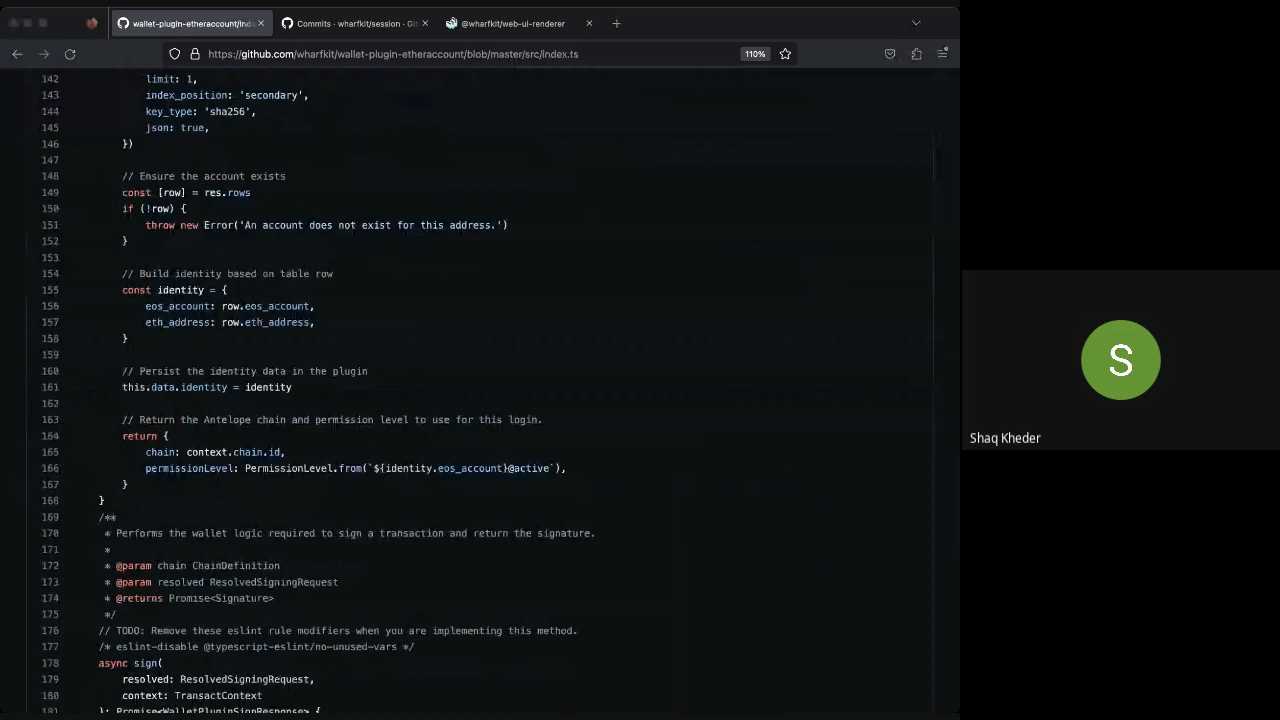 wallet-plugin-etheraccount/ind
Commits · wharfkit/session · Git
@wharfkit/web-ui-renderer
https://github.com/wharfkit/wallet-plugin-etheraccount/blob/master/src/index.ts
110%
142 limit: 1,
143 index_position: 'secondary',
144 key_type: 'sha256',
145 json: true,
146 })
147
148 // Ensure the account exists
149 const [row] = res.rows
150 if (!row) {
151 throw new Error('An account does not exist for this address.')
152 }
153
154 // Build identity based on table row
155 const identity = {
156 eos_account: row.eos_account,
157 eth_address: row.eth_address,
158 }
159
160 // Persist the identity data in the plugin
161 this.data.identity = identity
162
163 // Return the Antelope chain and permission level to use for this login.
164 return {
165 chain: context.chain.id,
166 permissionLevel: PermissionLevel.from(`${identity.eos_account}@active`),
167 }
168 }
169 /**
170 * Performs the wallet logic required to sign a transaction and return the signature.
171 *
172 * @param chain ChainDefinition
173 * @param resolved ResolvedSigningRequest
174 * @returns Promise<Signature>
175 */
176 // TODO: Remove these eslint rule modifiers when you are implementing this method.
177 /* eslint-disable @typescript-eslint/no-unused-vars */
178 async sign(
179 resolved: ResolvedSigningRequest,
180 context: TransactContext
181 ): Promise<WalletPluginSignResponse> {
S
Shaq Kheder